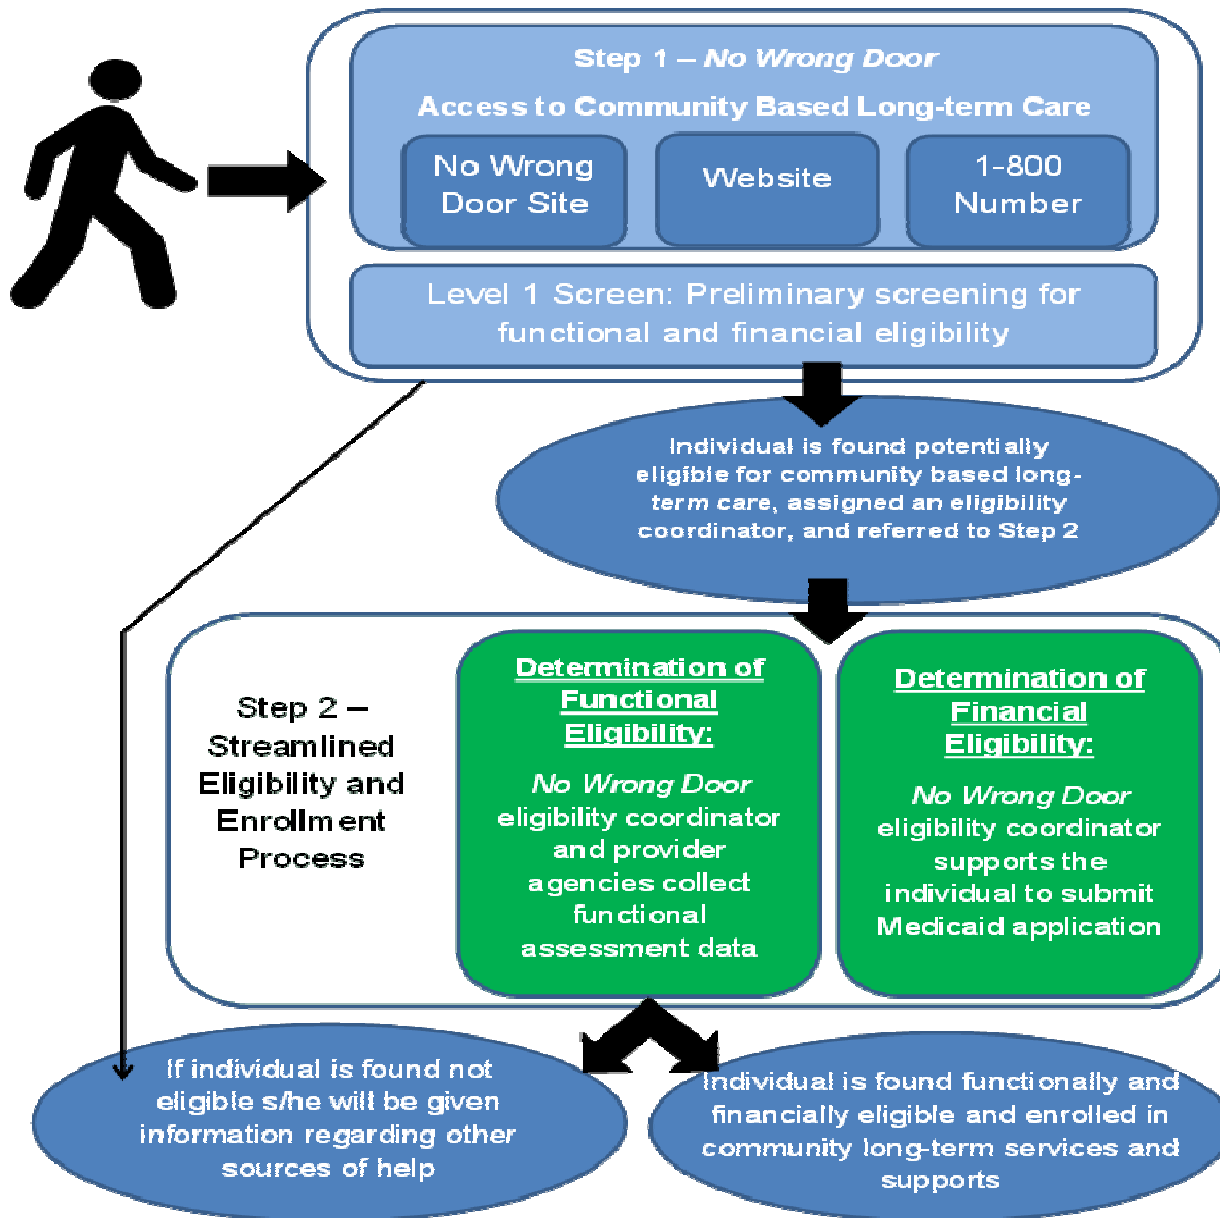 Step 1 – No Wrong Door
Access to Community Based Long-term Care
No Wrong
Door Site
Website
1-800
Number
Level 1 Screen: Preliminary screening for
functional and financial eligibility
Individual is found potentially
eligible for community based long-
term care, assigned an eligibility
coordinator, and referred to Step 2
Step 2 –
Streamlined
Eligibility and
Enrollment
Process
Determination of
Functional
Eligibility:
No Wrong Door
eligibility coordinator
and provider
agencies collect
functional
assessment data
Determination of
Financial
Eligibility:
No Wrong Door
eligibility coordinator
supports the
individual to submit
Medicaid application
If individual is found not
eligible s/he will be given
information regarding other
sources of help
Individual is found functionally and
financially eligible and enrolled in
community long-term services and
supports